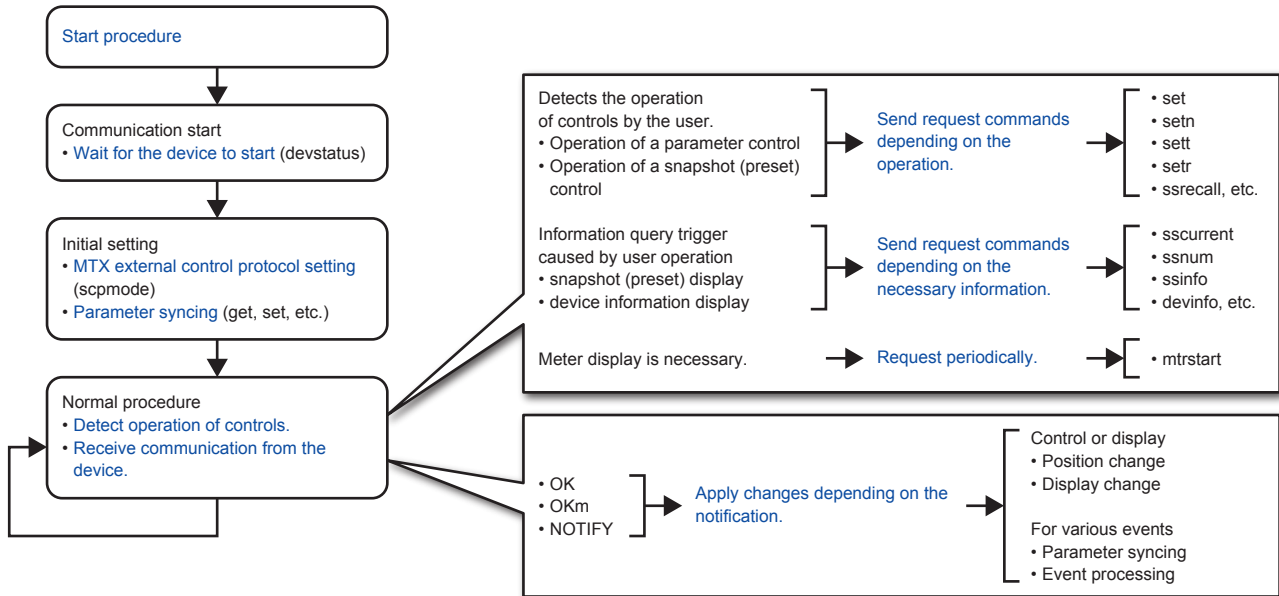 Start procedure
Communication start
• Wait for the device to start (devstatus)
Initial setting
• MTX external control protocol setting
(scpmode)
• Parameter syncing (get, set, etc.)
Normal procedure
• Detect operation of controls.
• Receive communication from the
device.
Detects the operation
of controls by the user.
• Operation of a parameter control
• Operation of a snapshot (preset)
control
Send request commands
depending on the
operation.
• set
• setn
• sett
• setr
• ssrecall, etc.
Information query trigger
caused by user operation
• snapshot (preset) display
• device information display
Send request commands
depending on the
necessary information.
• sscurrent
• ssnum
• ssinfo
• devinfo, etc.
Meter display is necessary.
Request periodically.
• mtrstart
• OK
• OKm
• NOTIFY
Apply changes depending on the
notification.
Control or display
• Position change
• Display change
For various events
• Parameter syncing
• Event processing